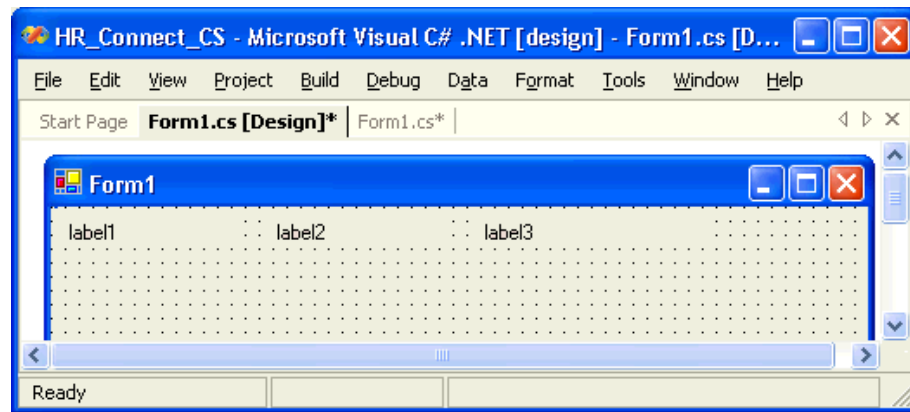 HR_Connect_CS - Microsoft Visual C# .NET [design] - Form1.cs [D...
File Edit View Project Build Debug Data Format Tools Window Help
Start Page Form1.cs [Design]* Form1.cs*
Form1
label1 label2 label3
Ready